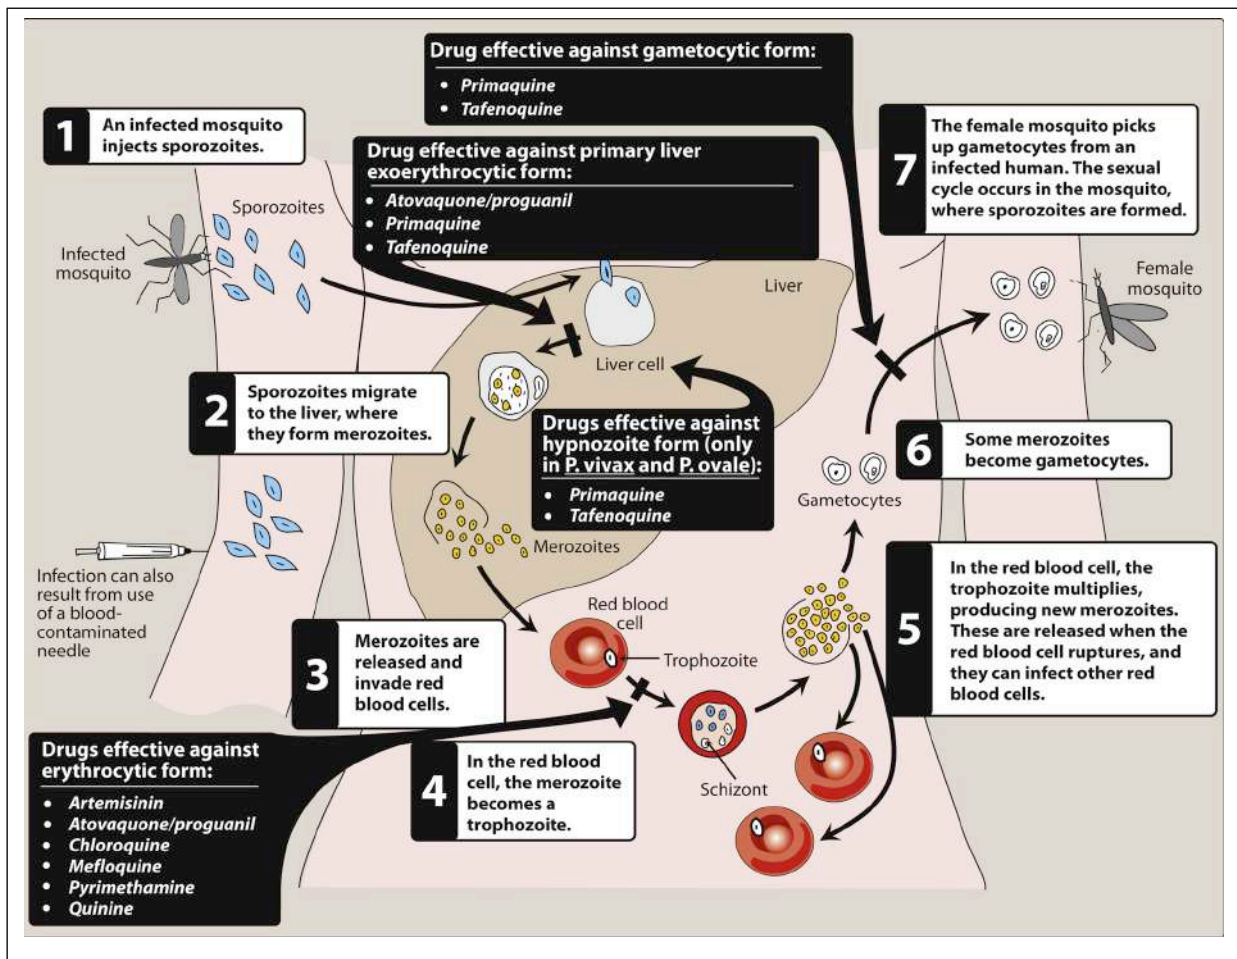 Drug effective against gametocytic form:
• Primaquine
• Tafenoquine
1
An infected mosquito
injects sporozoites.
Drug effective against primary liver
exoerythrocytic form:
• Atovaquone/proguanil
• Primaquine
• Tafenoquine
7
The female mosquito picks
up gametocytes from an
infected human. The sexual
cycle occurs in the mosquito,
where sporozoites are formed.
Sporozoites
Infected
mosquito
Liver
Female
mosquito
Liver cell
2
Sporozoites migrate
to the liver, where
they form merozoites.
Drugs effective against
hypnozoite form (only
in P. vivax and P. ovale):
• Primaquine
• Tafenoquine
6
Some merozoites
become gametocytes.
Gametocytes
Merozoites
Infection can also
result from use
of a blood-
contaminated
needle
5
In the red blood cell, the
trophozoite multiplies,
producing new merozoites.
These are released when the
red blood cell ruptures, and
they can infect other red
blood cells.
Red blood
cell
3
Merozoites are
released and
invade red
blood cells.
Trophozoite
Drugs effective against
erythrocytic form:
• Artemisinin
• Atovaquone/proguanil
• Chloroquine
• Mefloquine
• Pyrimethamine
• Quinine
4
In the red blood
cell, the merozoite
becomes a
trophozoite.
Schizont